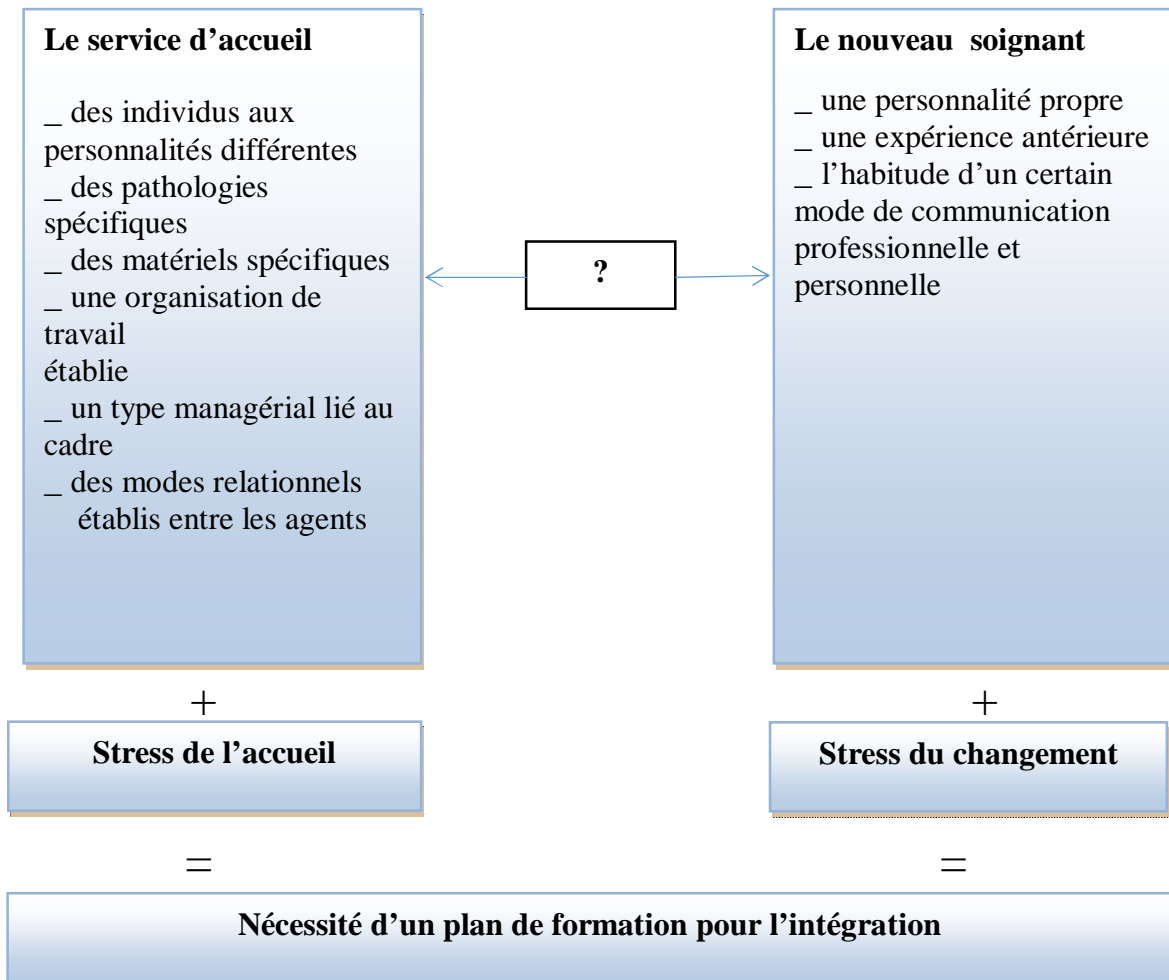 Le service d’accueil
_ des individus aux
personnalités différentes
_ des pathologies
spécifiques
_ des matériels spécifiques
_ une organisation de
travail
établie
_ un type managérial lié au
cadre
_ des modes relationnels
établis entre les agents
?
Le nouveau soignant
_ une personnalité propre
_ une expérience antérieure
_ l’habitude d’un certain
mode de communication
professionnelle et
personnelle
+
+
Stress de l’accueil
Stress du changement
=
=
Nécessité d’un plan de formation pour l’intégration